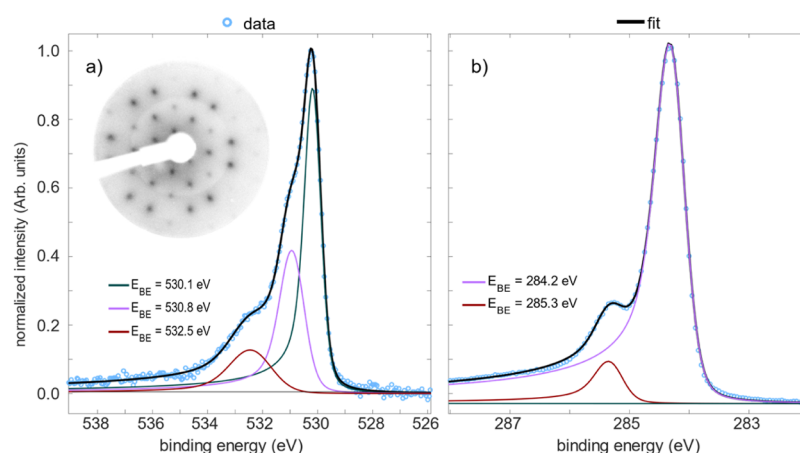 data
fit
a)
b)
normalized intensity (Arb. units)
1.0
0.8
0.6
0.4
0.2
0.0
E_BE = 530.1 eV
E_BE = 530.8 eV
E_BE = 532.5 eV
E_BE = 284.2 eV
E_BE = 285.3 eV
538 536 534 532 530 528 526
287 285 283
binding energy (eV)
binding energy (eV)